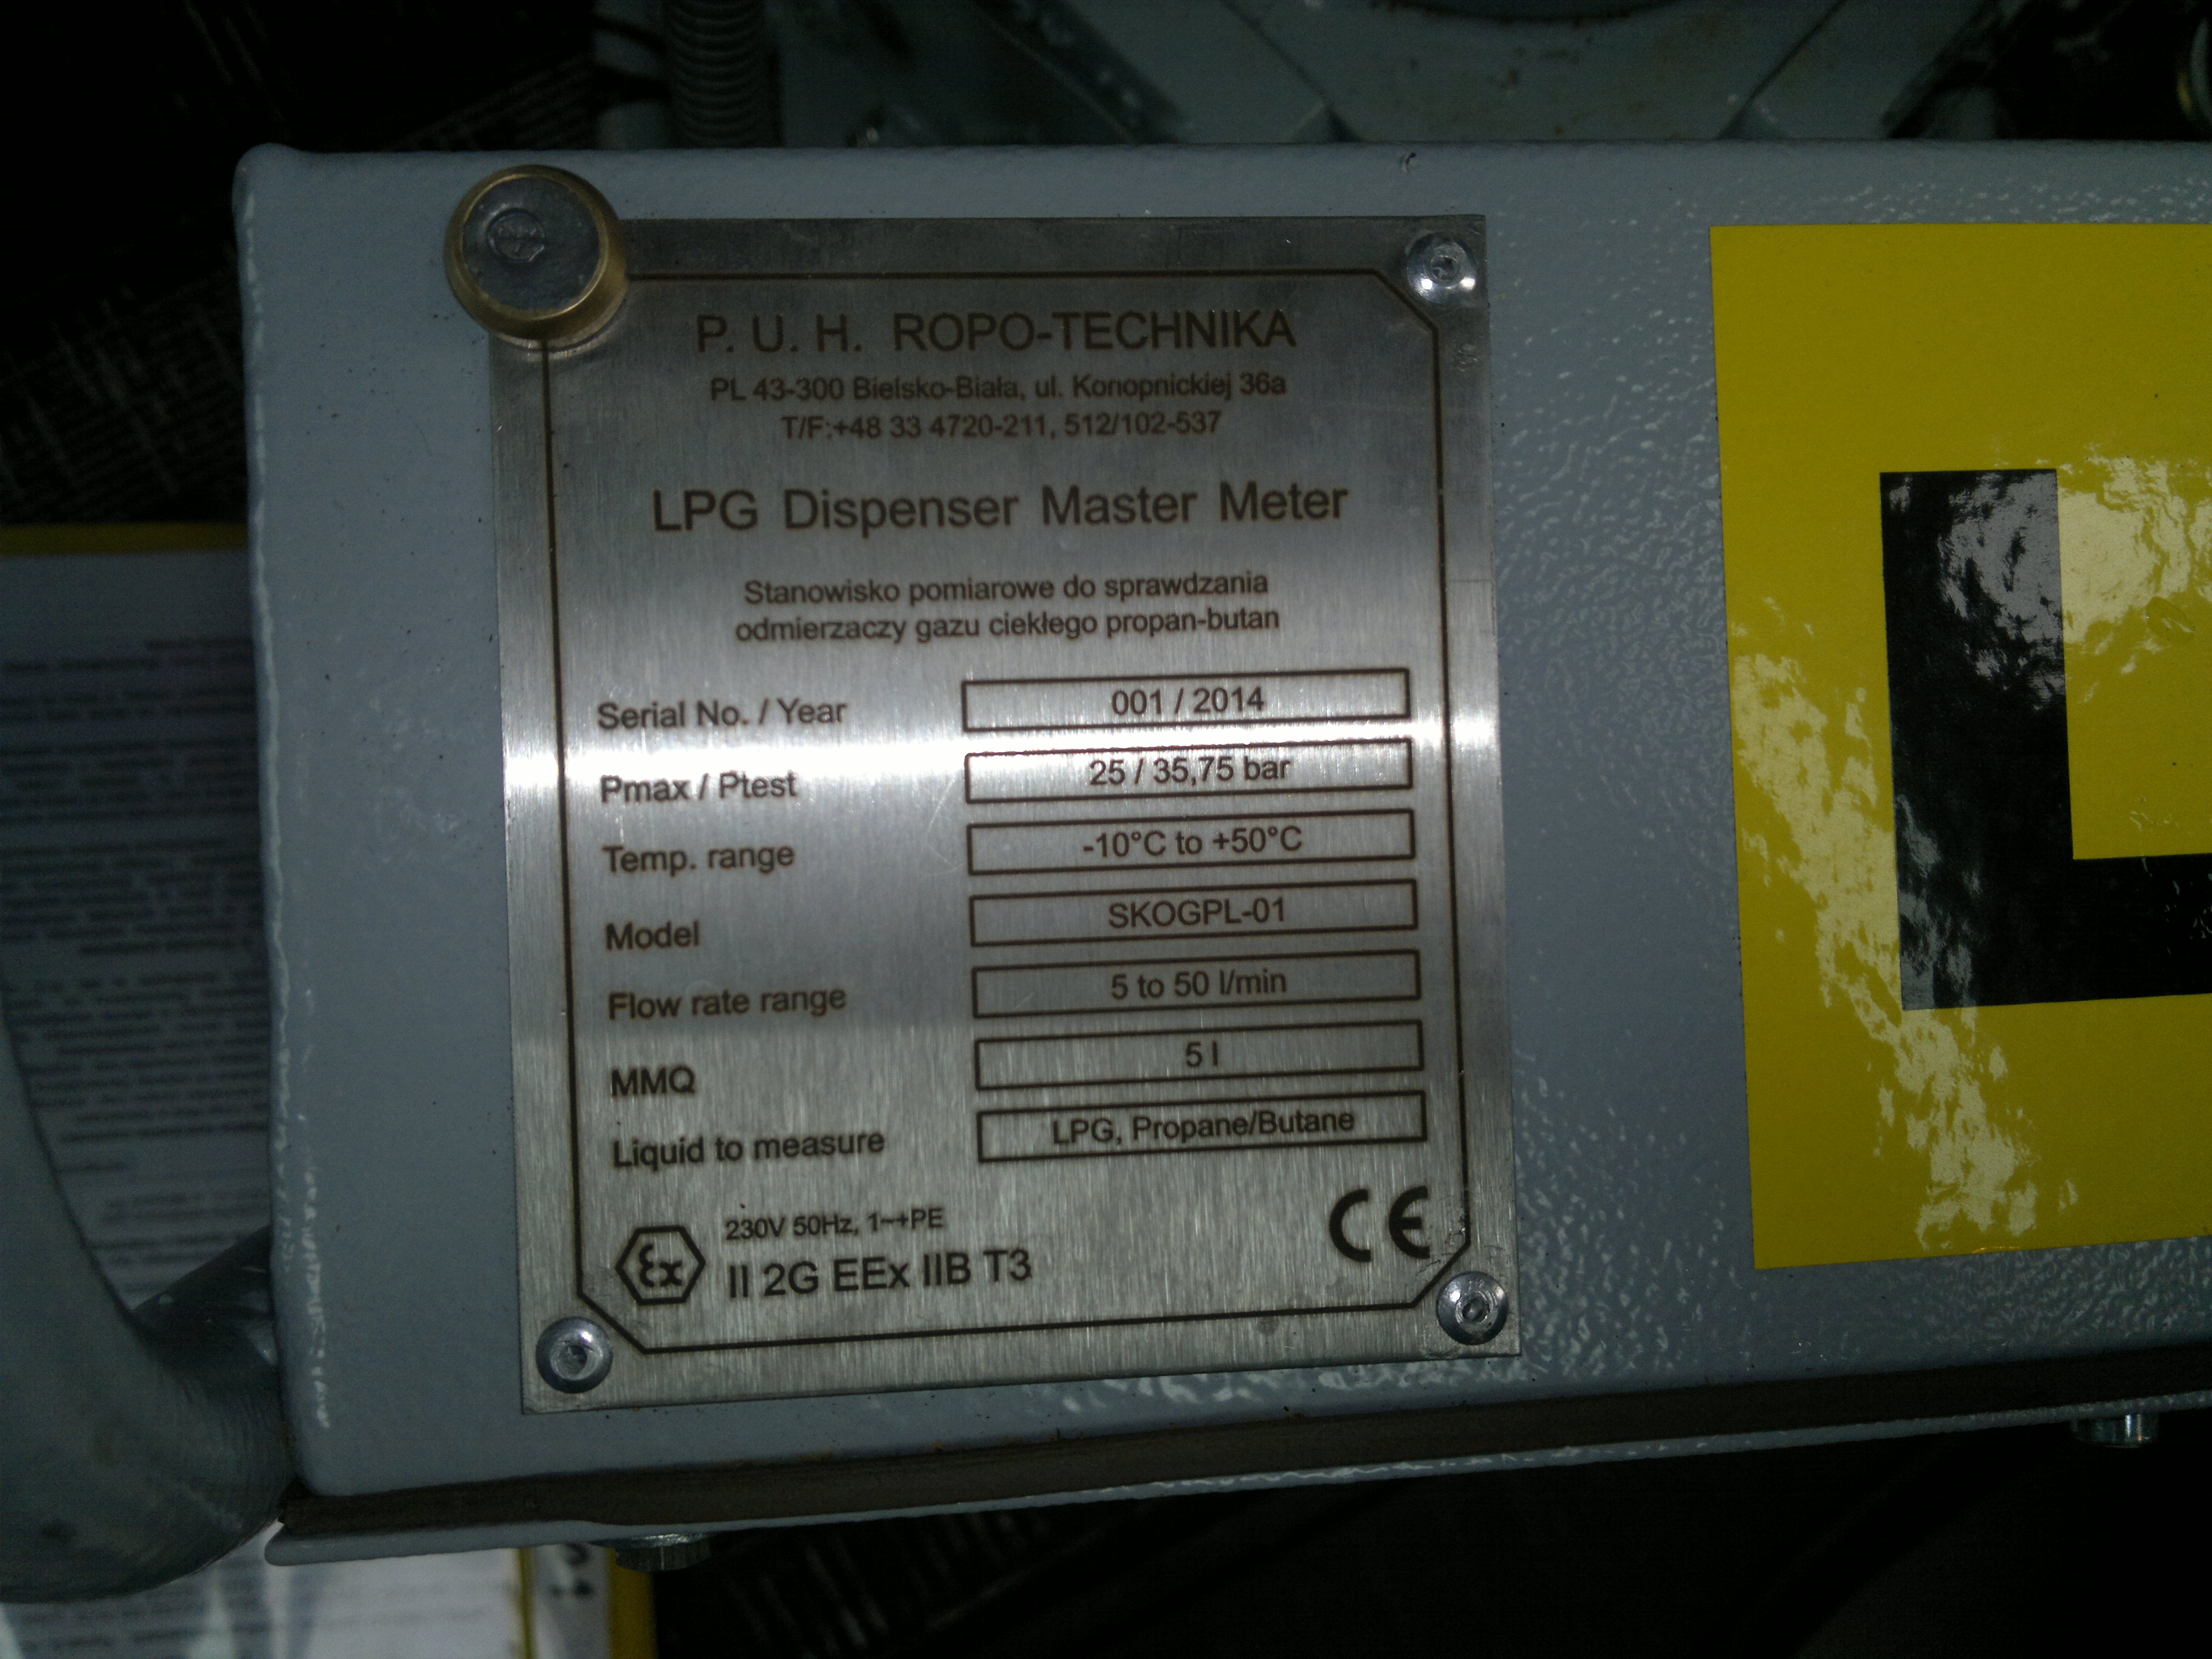 P. U. H. ROPO-TECHNIKA
PL 43-300 Bielsko-Biała, ul. Konopnickiej 36a
T/F:+48 33 4720-211, 512/102-537
LPG Dispenser Master Meter
Stanowisko pomiarowe do sprawdzania
odmierzaczy gazu ciekłego propan-butan
Serial No. / Year 001 / 2014
Pmax / Ptest 25 / 35,75 bar
Temp. range -10°C to +50°C
Model SKOGPL-01
Flow rate range 5 to 50 l/min
MMQ 5 l
Liquid to measure LPG, Propane/Butane
Ex 230V 50Hz, 1~+PE
II 2G EEx IIB T3
CE
L